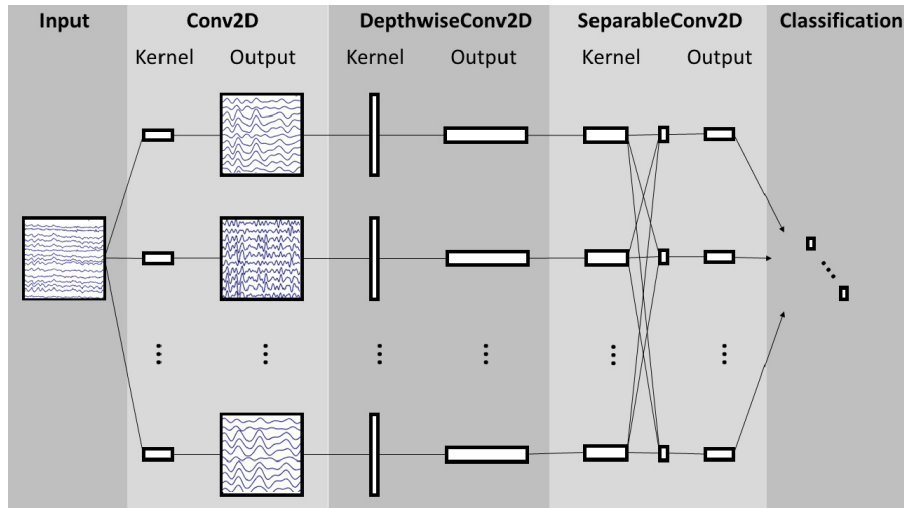 Input Conv2D DepthwiseConv2D SeparableConv2D Classification
Kernel Output Kernel Output Kernel Output